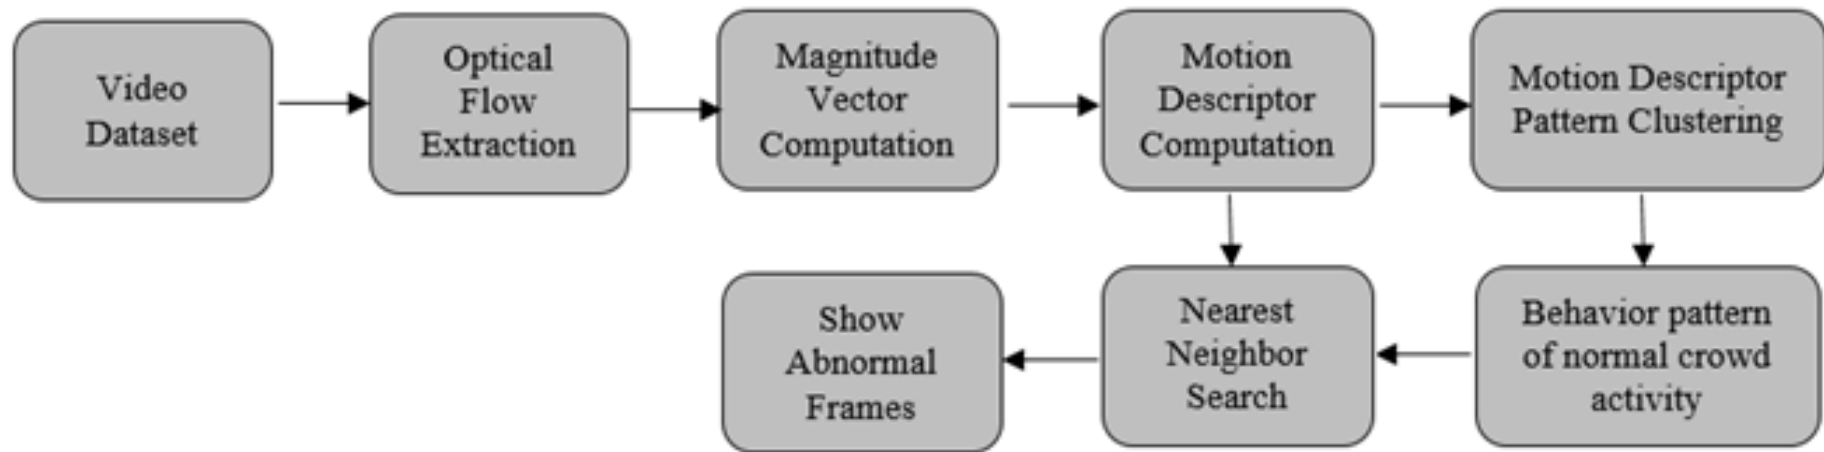 Video
Dataset
Optical
Flow
Extraction
Magnitude
Vector
Computation
Motion
Descriptor
Computation
Motion Descriptor
Pattern Clustering
Show
Abnormal
Frames
Nearest
Neighbor
Search
Behavior pattern
of normal crowd
activity